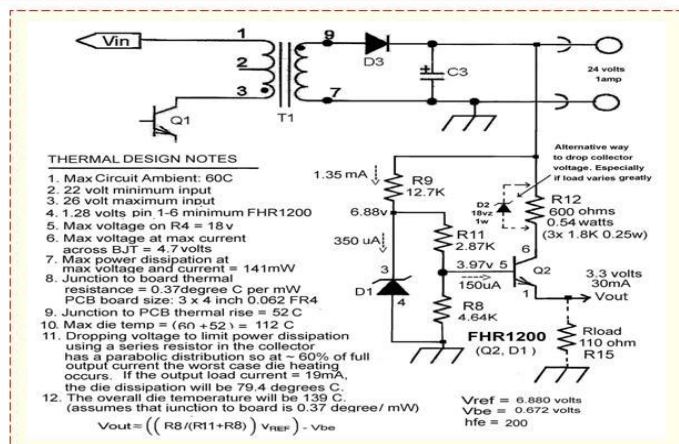 Vin
1
2
3
9
7
T1
Q1
D3
C3
24 volts
1amp
THERMAL DESIGN NOTES
1. Max Circuit Ambient: 60C
2. 22 volt minimum input
3. 26 volt maximum input
4. 1.28 volts pin 1-6 minimum FHR1200
5. Max voltage on R4 = 18v
6. Max voltage at max current
across BJT = 4.7 volts
7. Max power dissipation at
max voltage and current = 141mW
8. Junction to board thermal
resistance = 0.37degree C per mW
PCB board size: 3 x 4 inch 0.062 FR4
9. Junction to PCB thermal rise = 52 C
10. Max die temp = (60 + 52) = 112 C
11. Dropping voltage to limit power dissipation
using a series resistor in the collector
has a parabolic distribution so at ~ 60% of full
output current the worst case die heating
occurs. If the output load current = 19mA,
the die dissipation will be 79.4 degrees C.
12. The overall die temperature will be 139 C.
(assumes that junction to board is 0.37 degree/ mW)
Vout ≈ ((R8/(R11+R8)) VREF) - Vbe
1.35 mA
R9
12.7K
6.88v
350 uA
3
D1
4
R11
2.87K
3.97v
150uA
R8
4.64K
Alternative way
to drop collector
voltage. Especially
if load varies greatly
D2
18vz
1w
R12
600 ohms
0.54 watts
(3x 1.8K 0.25w)
6
5
Q2
1
3.3 volts
30mA
Vout
FHR1200
(Q2, D1 )
Rload
110 ohm
R15
Vref = 6.880 volts
Vbe = 0.672 volts
hfe = 200